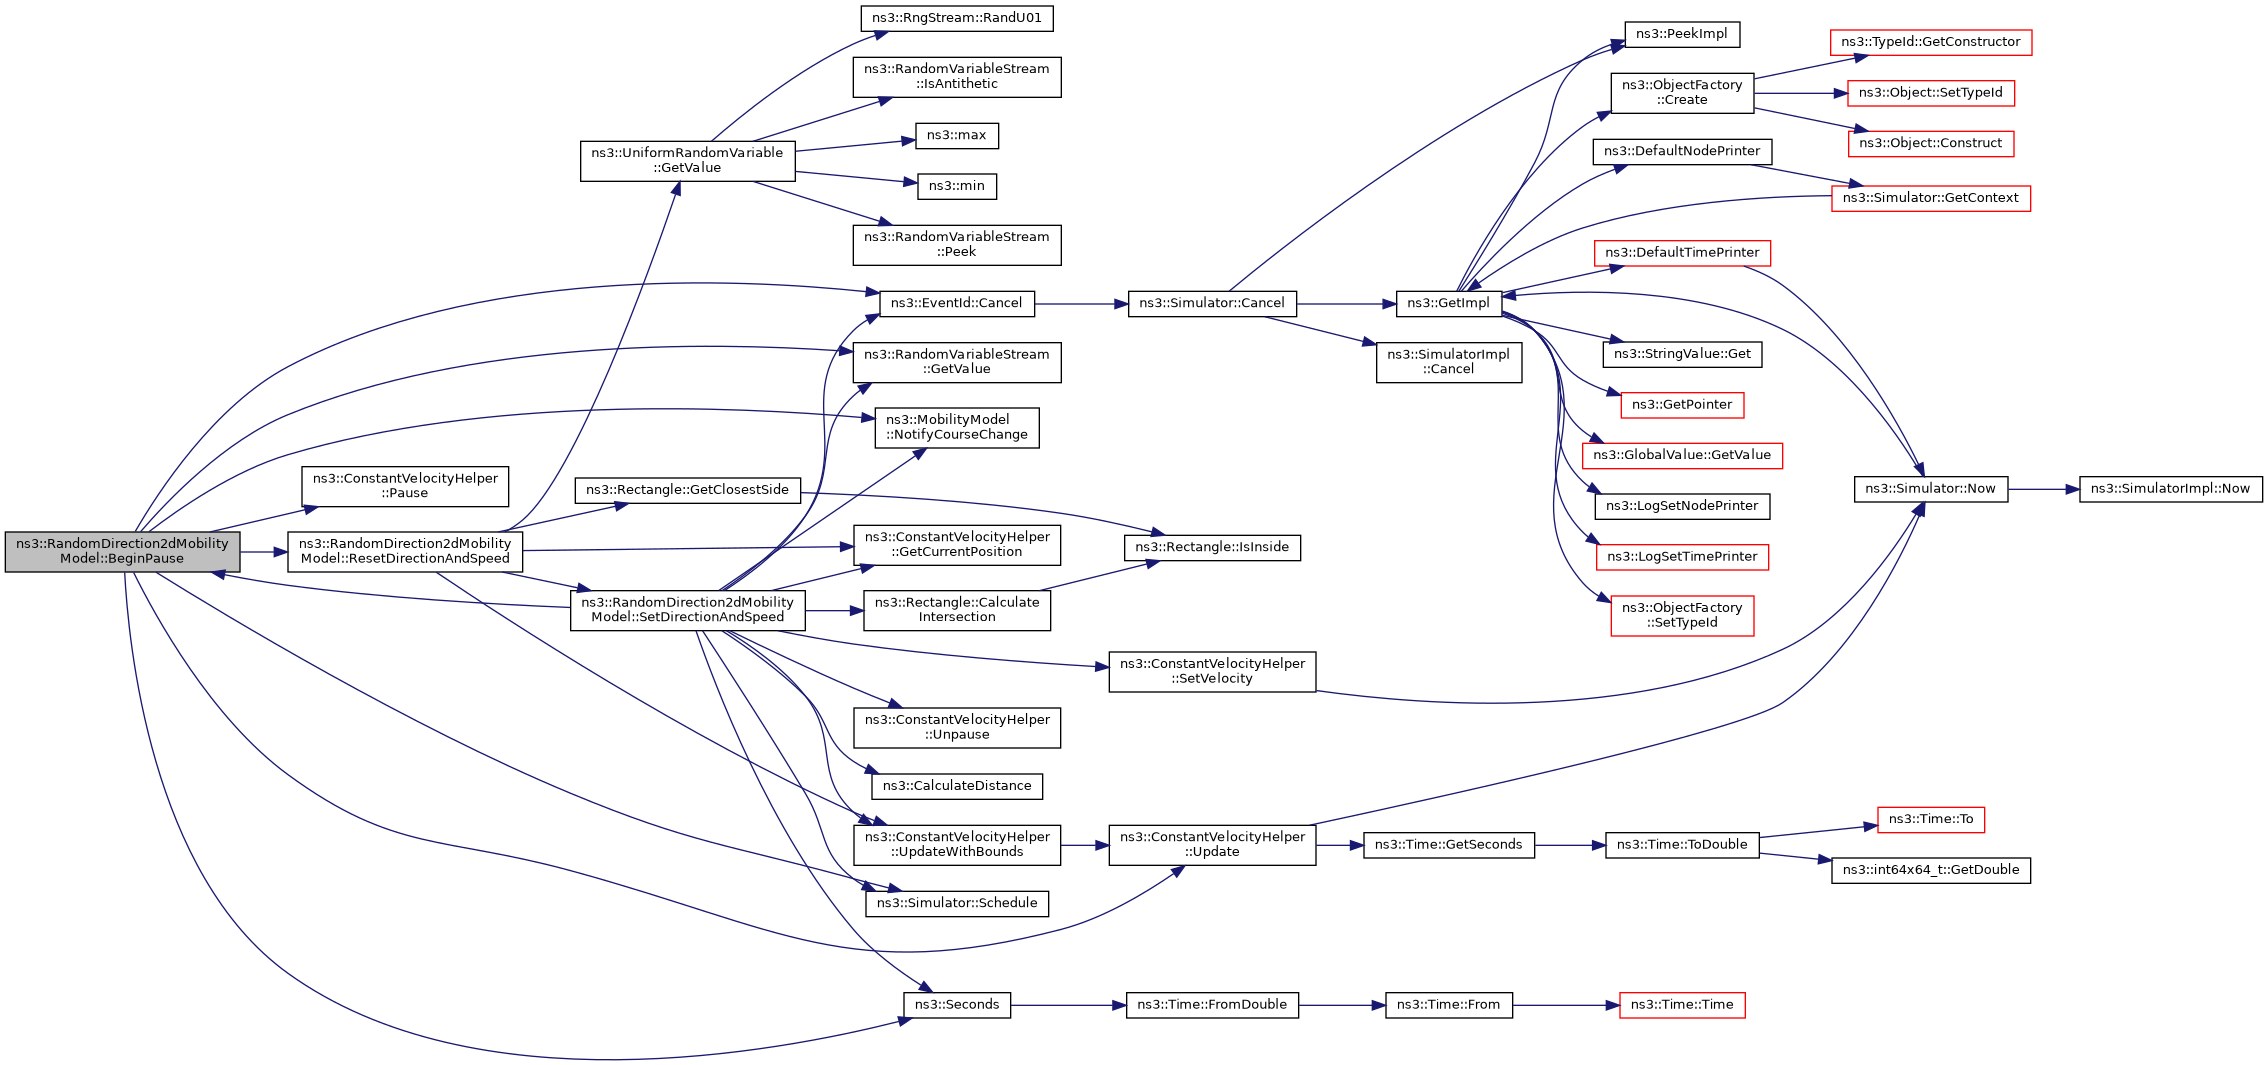 ns3::RandomDirection2dMobility
Model::BeginPause
ns3::ConstantVelocityHelper
::Pause
ns3::RandomDirection2dMobility
Model::ResetDirectionAndSpeed
ns3::UniformRandomVariable
::GetValue
ns3::Rectangle::GetClosestSide
ns3::RandomDirection2dMobility
Model::SetDirectionAndSpeed
ns3::RngStream::RandU01
ns3::RandomVariableStream
::IsAntithetic
ns3::max
ns3::min
ns3::RandomVariableStream
::Peek
ns3::EventId::Cancel
ns3::RandomVariableStream
::GetValue
ns3::MobilityModel
::NotifyCourseChange
ns3::ConstantVelocityHelper
::GetCurrentPosition
ns3::Rectangle::Calculate
Intersection
ns3::ConstantVelocityHelper
::Unpause
ns3::CalculateDistance
ns3::ConstantVelocityHelper
::UpdateWithBounds
ns3::Simulator::Schedule
ns3::Seconds
ns3::Simulator::Cancel
ns3::Rectangle::IsInside
ns3::ConstantVelocityHelper
::SetVelocity
ns3::ConstantVelocityHelper
::Update
ns3::Time::FromDouble
ns3::GetImpl
ns3::SimulatorImpl
::Cancel
ns3::Time::GetSeconds
ns3::Time::From
ns3::PeekImpl
ns3::ObjectFactory
::Create
ns3::DefaultNodePrinter
ns3::DefaultTimePrinter
ns3::StringValue::Get
ns3::GetPointer
ns3::GlobalValue::GetValue
ns3::LogSetNodePrinter
ns3::LogSetTimePrinter
ns3::ObjectFactory
::SetTypeId
ns3::Time::ToDouble
ns3::Time::Time
ns3::TypeId::GetConstructor
ns3::Object::SetTypeId
ns3::Object::Construct
ns3::Simulator::GetContext
ns3::Simulator::Now
ns3::Time::To
ns3::int64x64_t::GetDouble
ns3::SimulatorImpl::Now